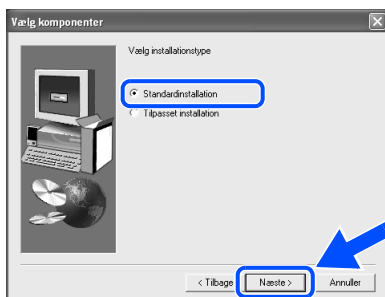 Vælg komponenter
Vælg installationstype
Standardinstallation
Tilpasset installation
< Tilbage
Næste >
Annuller